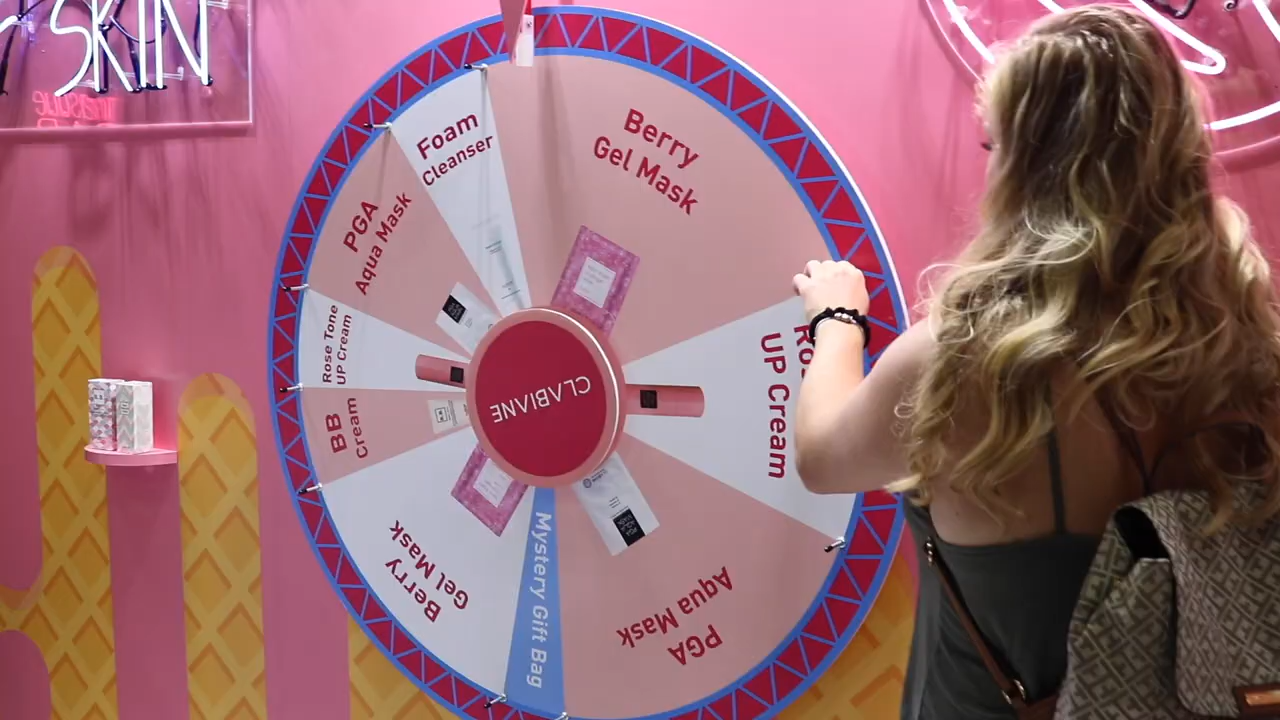 SKIN
Foam
Cleanser
Berry
Gel Mask
PGA
Aqua Mask
Rose Tone
UP Cream
UP Cream
BB
Cream
CLABIANE
Berry
Gel Mask
Mystery Gift Bag
PGA
Aqua Mask